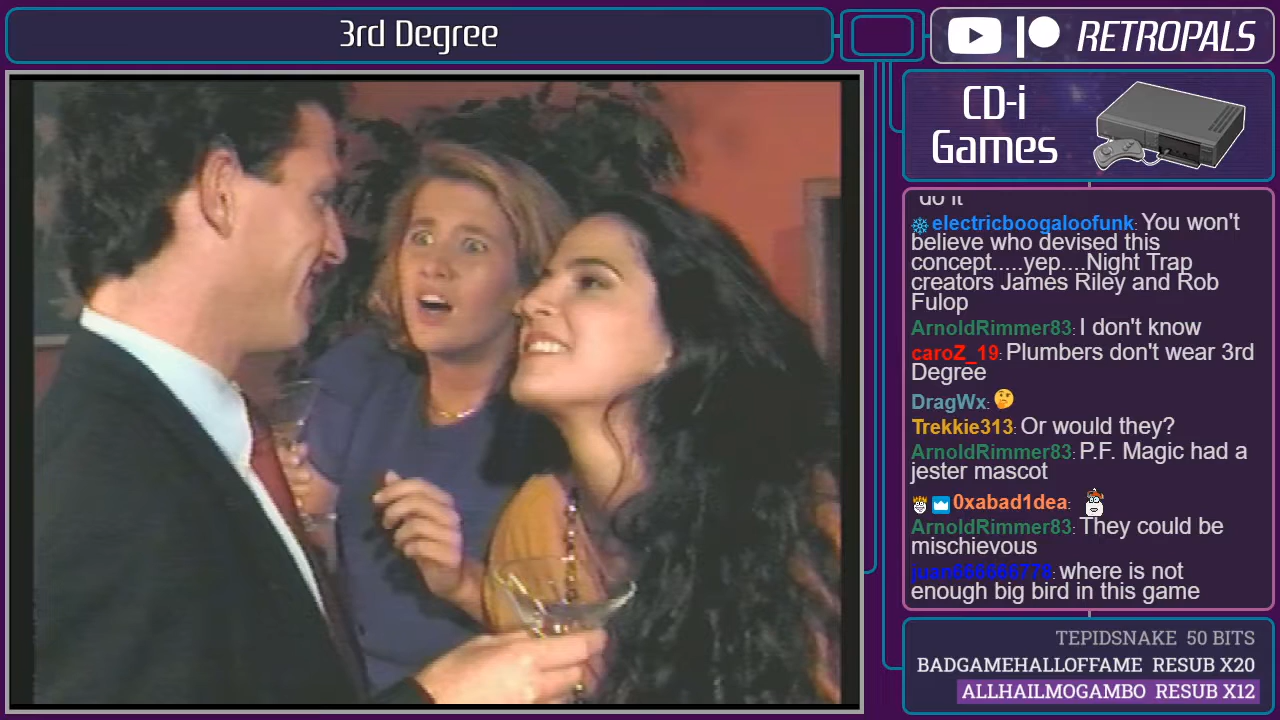 3rd Degree
RETROPALS
CD-i
Games
do it
electricboogaloofunk: You won't
believe who devised this
concept.....yep....Night Trap
creators James Riley and Rob
Fulop
ArnoldRimmer83: I don't know
caroZ_19: Plumbers don't wear 3rd
Degree
DragWx: 🤔
Trekkie313: Or would they?
ArnoldRimmer83: P.F. Magic had a
jester mascot
0xabad1dea:
ArnoldRimmer83: They could be
mischievous
juan666666778: where is not
enough big bird in this game
TEPIDSNAKE 50 BITS
BADGAMEHALLOFFAME RESUB X20
ALLHAILMOGAMBO RESUB X12